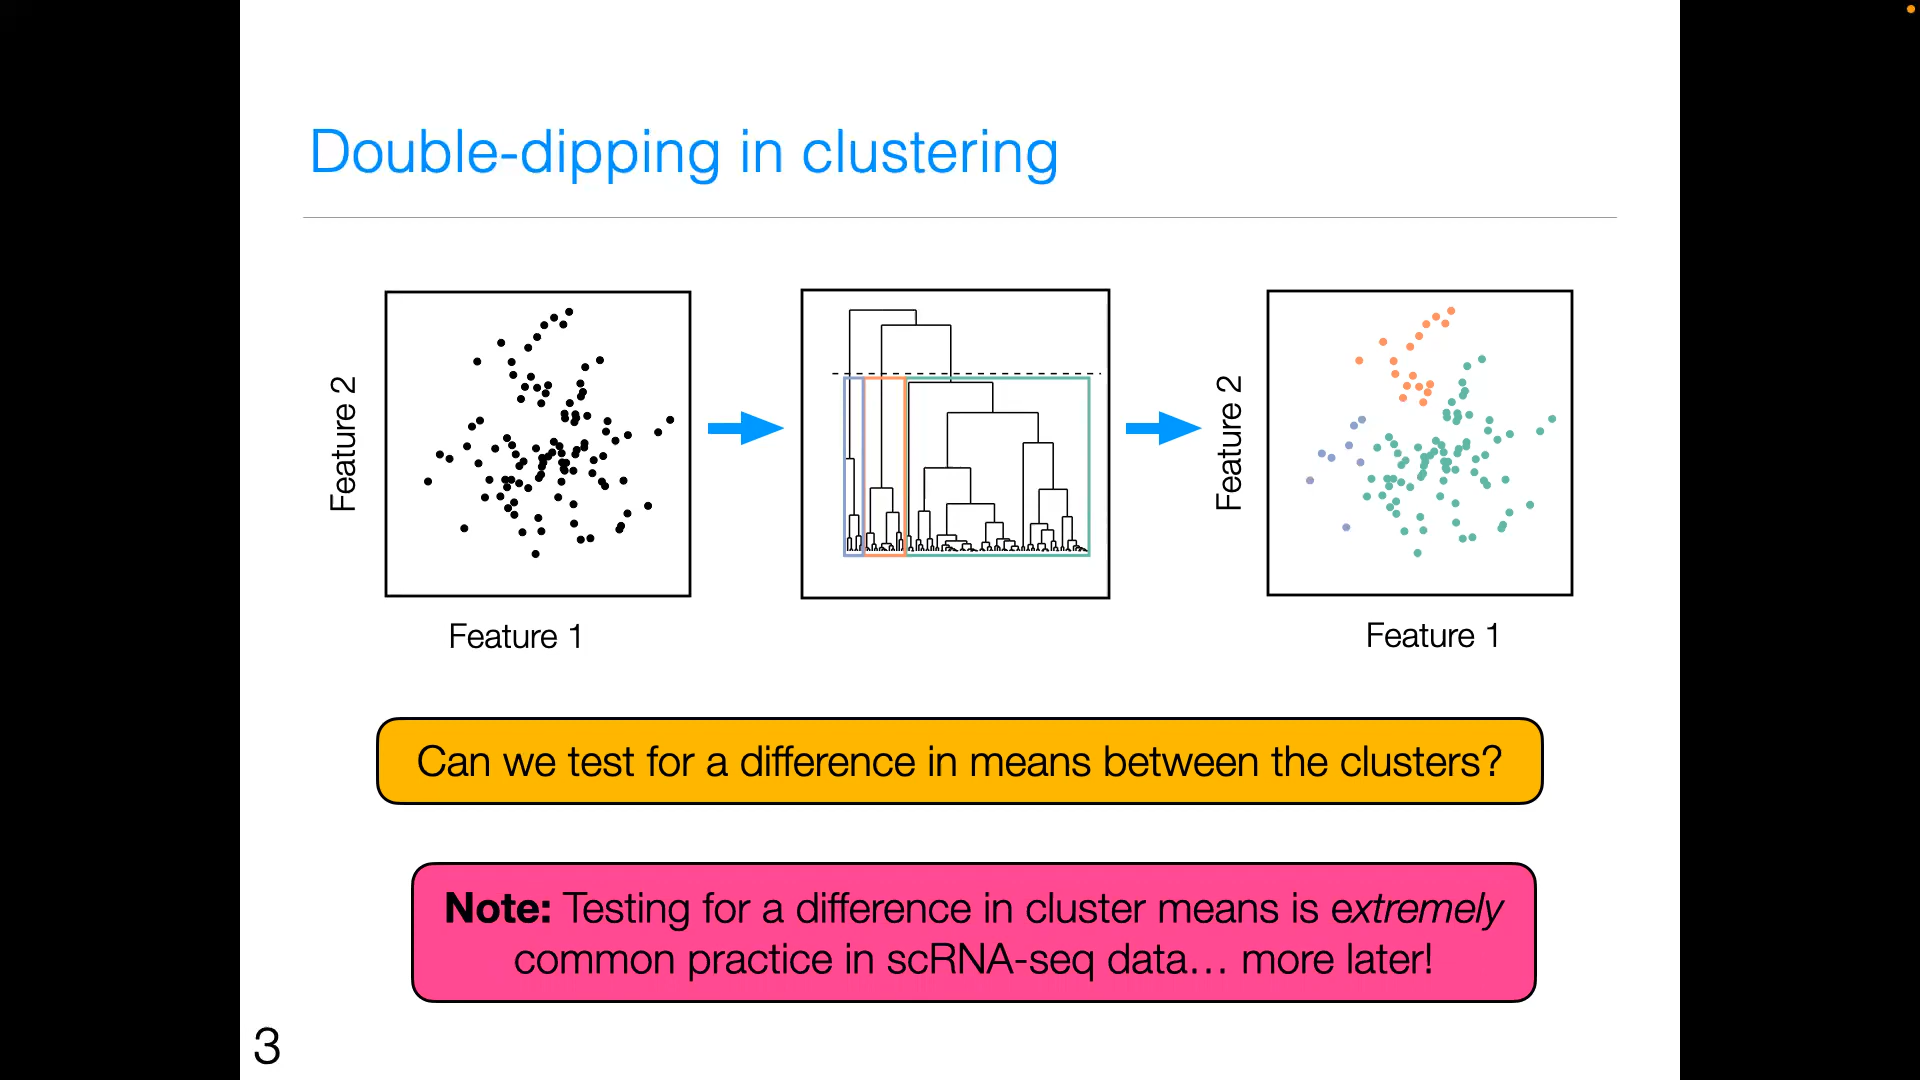 Double-dipping in clustering
Feature 2
Feature 1
Feature 2
Feature 1
Can we test for a difference in means between the clusters?
Note: Testing for a difference in cluster means is extremely
common practice in scRNA-seq data… more later!
3